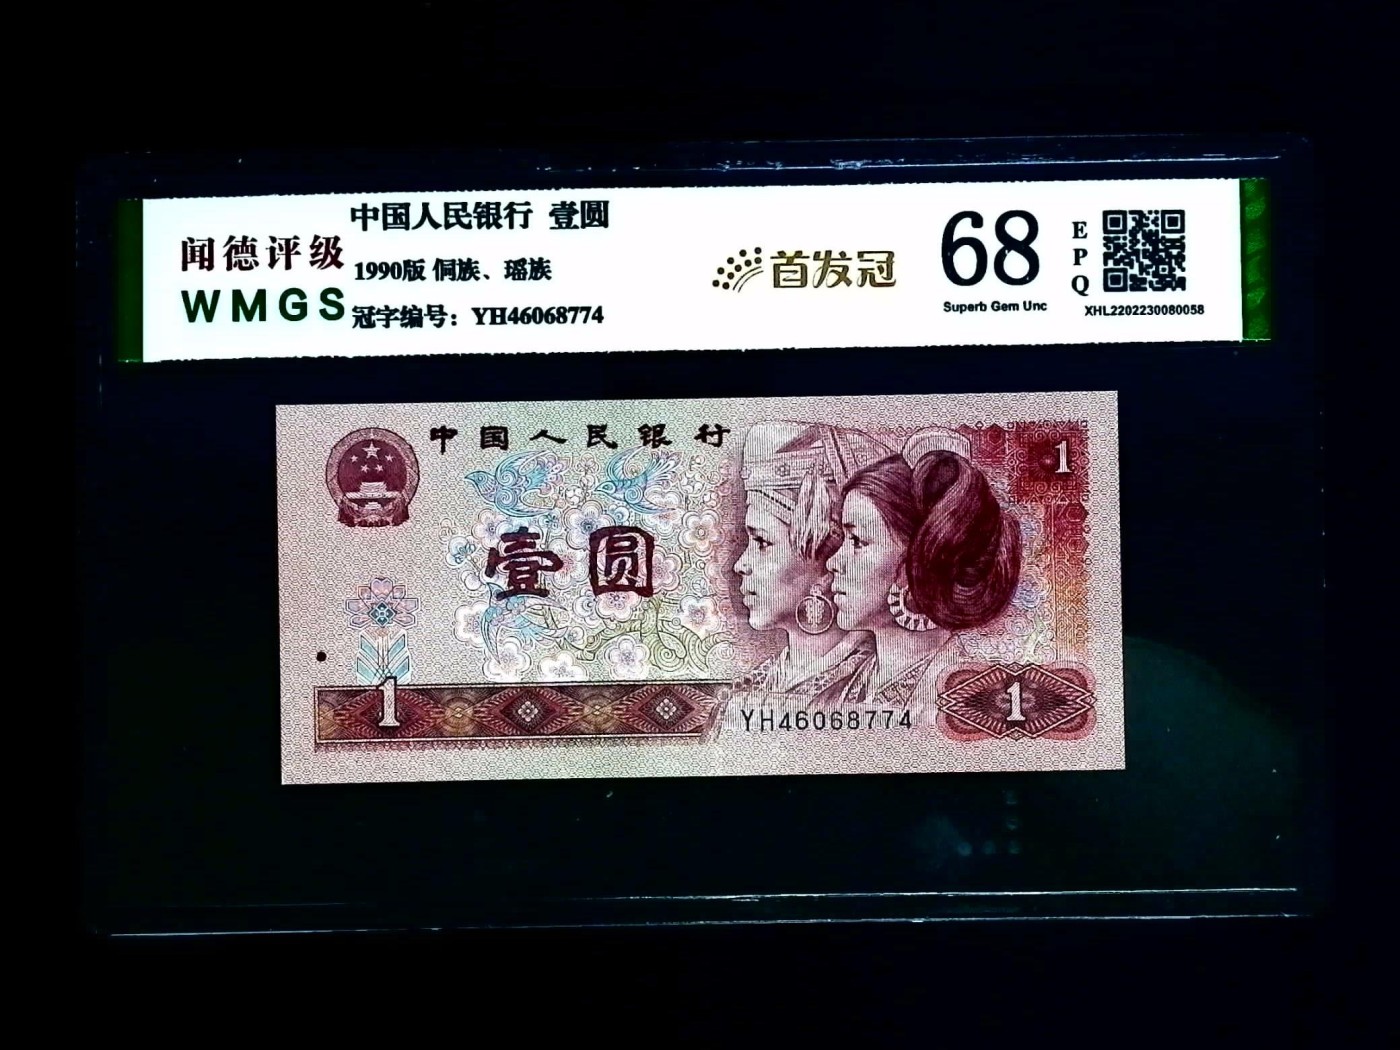 中国人民银行 壹圆
闻德评级
WMGS
1990版 侗族、瑶族
冠字编号：YH46068774
首发冠
68
Superb Gem Unc
EPQ
XHL2202230080058
中国人民银行
1
壹圆
1
YH46068774
1